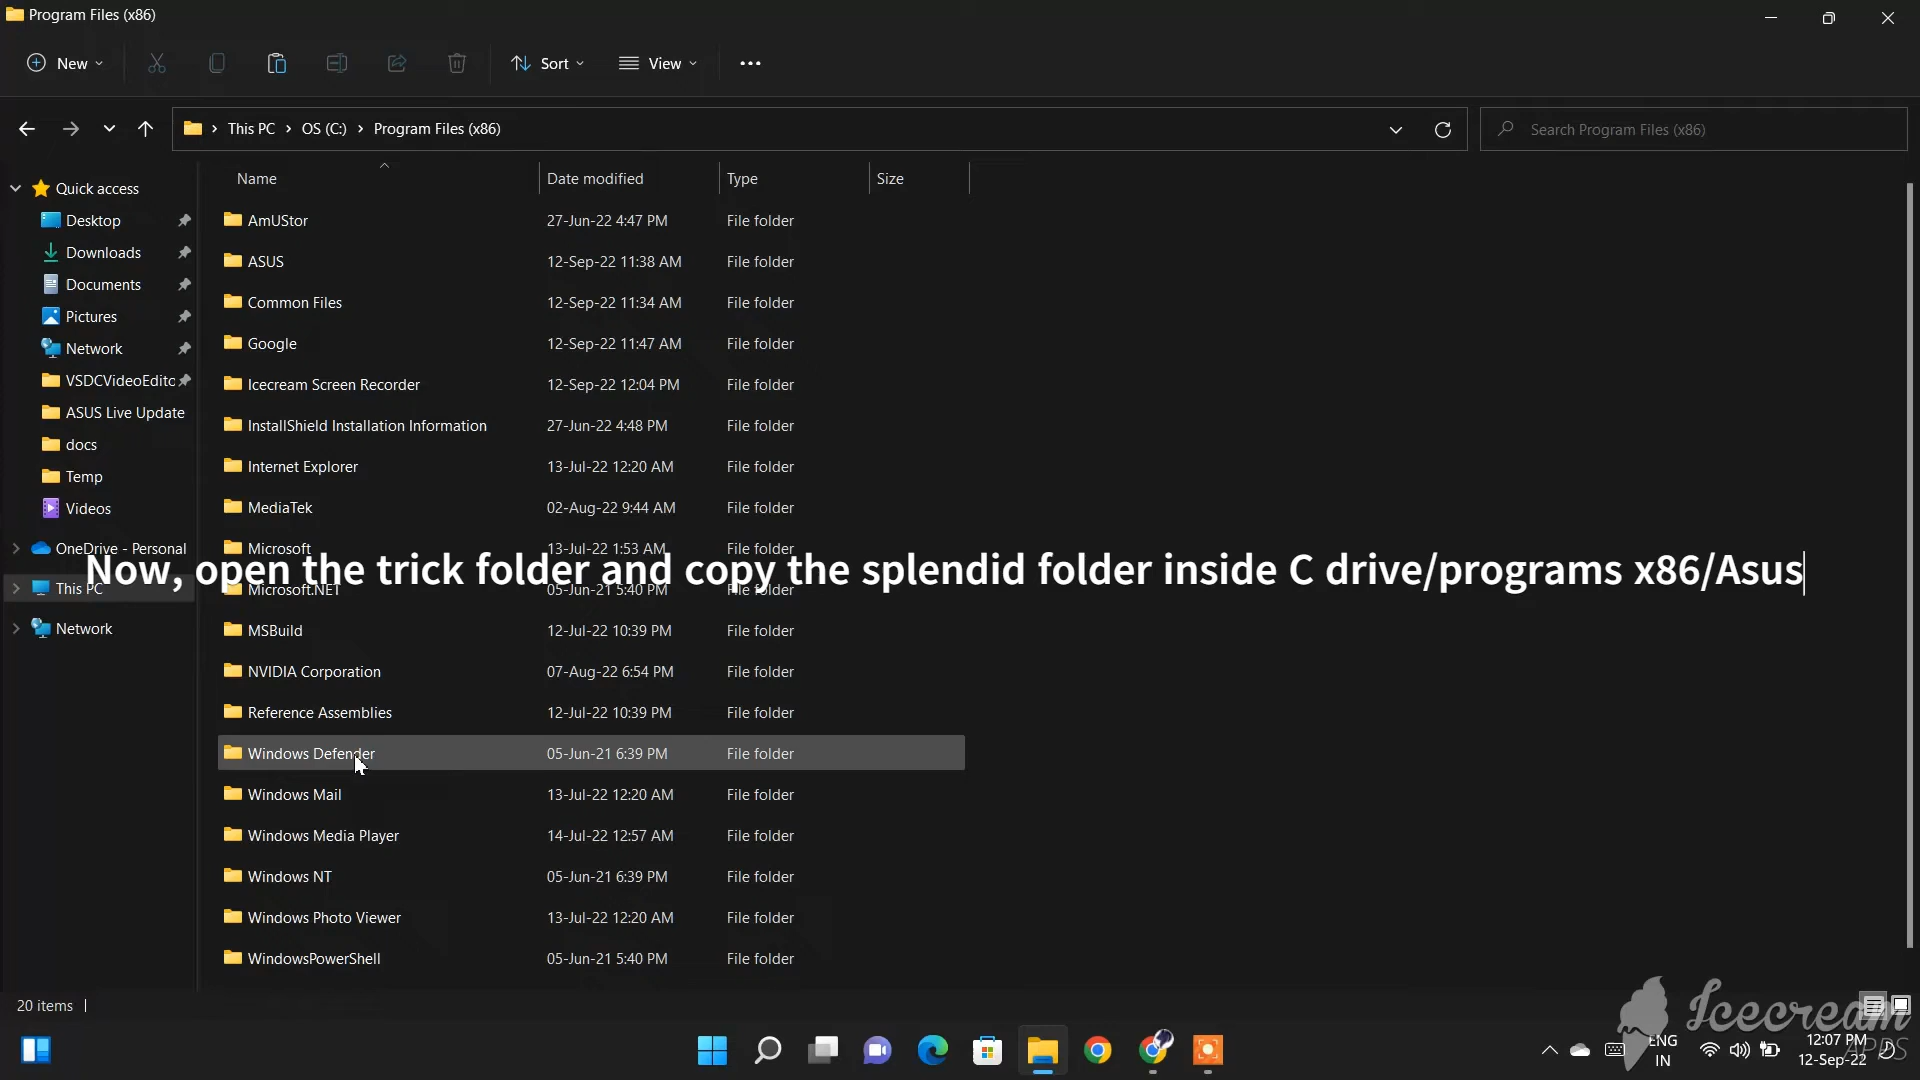 Program Files (x86)
New
Sort
View
This PC > OS (C:) > Program Files (x86)
Search Program Files (x86)
Name Date modified Type Size
Quick access
Desktop
Downloads
Documents
Pictures
Network
VSDCVideoEditc
ASUS Live Update
docs
Temp
Videos
OneDrive - Personal
This PC
Network
AmUStor 27-Jun-22 4:47 PM File folder
ASUS 12-Sep-22 11:38 AM File folder
Common Files 12-Sep-22 11:34 AM File folder
Google 12-Sep-22 11:47 AM File folder
Icecream Screen Recorder 12-Sep-22 12:04 PM File folder
InstallShield Installation Information 27-Jun-22 4:48 PM File folder
Internet Explorer 13-Jul-22 12:20 AM File folder
MediaTek 02-Aug-22 9:44 AM File folder
Microsoft 13-Jul-22 1:53 AM File folder
Now, open the trick folder and copy the splendid folder inside C drive/programs x86/Asus
Microsoft.NET 05-Jun-21 5:40 PM File folder
MSBuild 12-Jul-22 10:39 PM File folder
NVIDIA Corporation 07-Aug-22 6:54 PM File folder
Reference Assemblies 12-Jul-22 10:39 PM File folder
Windows Defender 05-Jun-21 6:39 PM File folder
Windows Mail 13-Jul-22 12:20 AM File folder
Windows Media Player 14-Jul-22 12:57 AM File folder
Windows NT 05-Jun-21 6:39 PM File folder
Windows Photo Viewer 13-Jul-22 12:20 AM File folder
WindowsPowerShell 05-Jun-21 5:40 PM File folder
20 items
Icecream
APPS
ENG
IN
12:07 PM
12-Sep-22